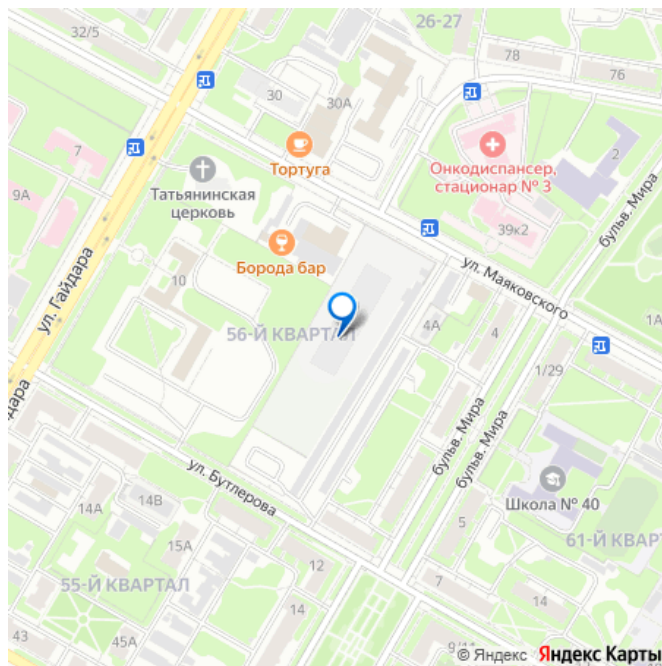 26-27
32/5
78
76
30
30А
7
Тортуга
Онкодиспансер,
стационар № 3
2
9А
Татьянинская
церковь
39к2
бульв. Мира
Борода бар
ул. Маяковского
ул. Гайдара
10
56-Й КВАРТАЛ
4А
4
1А
1/29
дара
бульв. Мира
бульв. Мира
ул. Бутлерова
Школа № 40
14А
14В
5
61-Й КВАРТ
15А
12
55-Й КВАРТАЛ
7
14
14
43
45А
9/11
© Яндекс Яндекс Карты